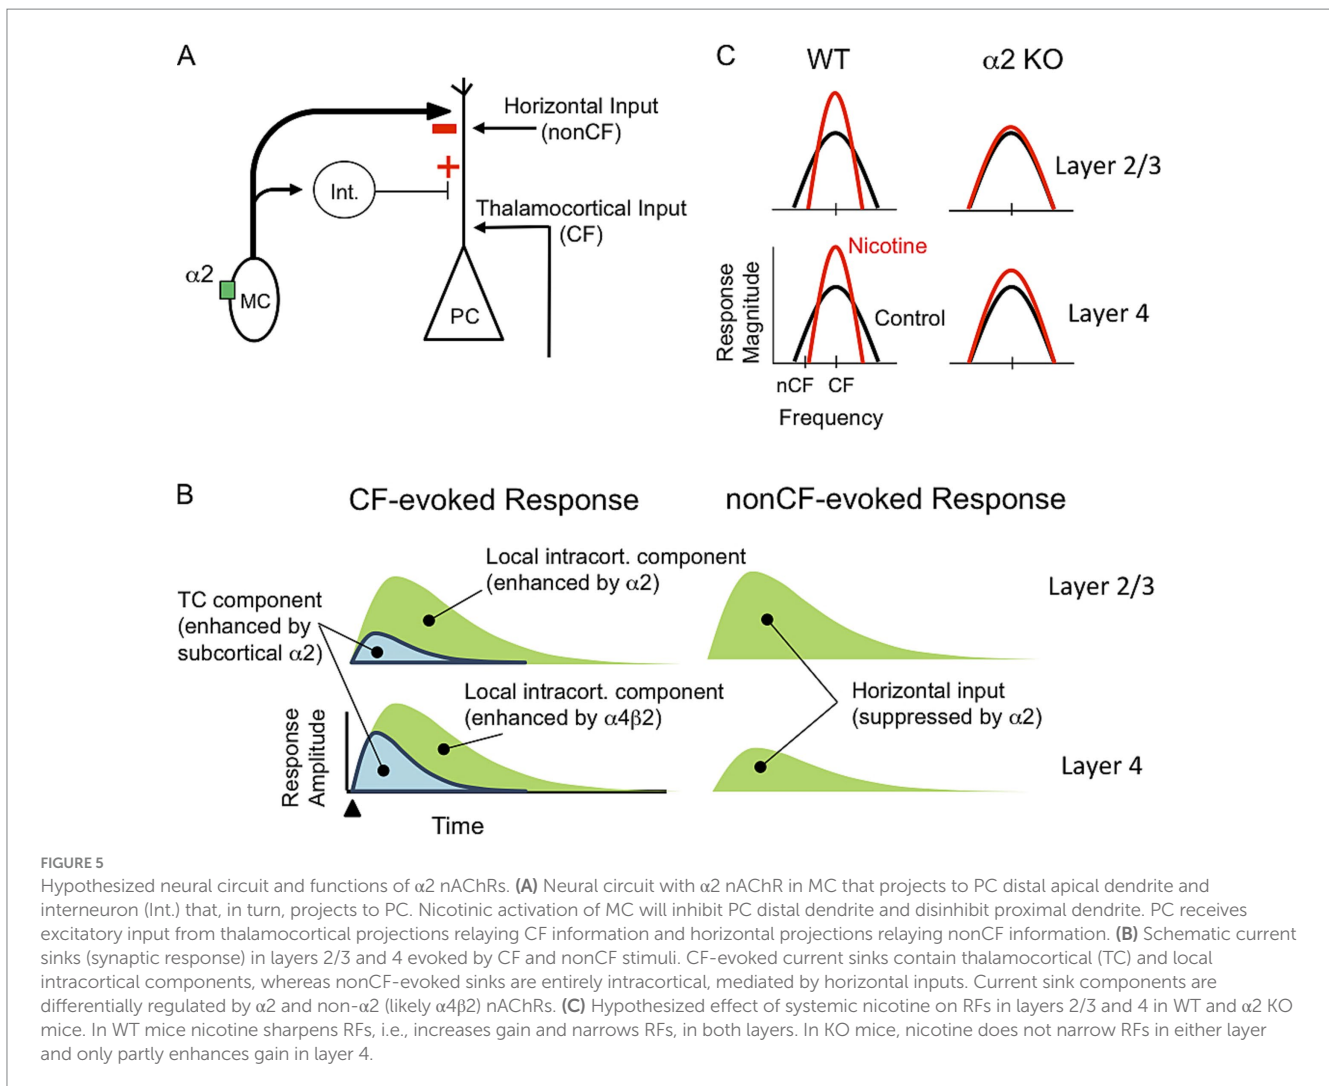 A
Horizontal Input
(nonCF)
+
Int.
Thalamocortical Input
(CF)
α2
MC
PC
C
WT
α2 KO
Layer 2/3
Nicotine
Response
Magnitude
Control
Layer 4
nCF
CF
Frequency
B
CF-evoked Response
nonCF-evoked Response
Local intracort. component
(enhanced by α2)
Layer 2/3
TC component
(enhanced by
subcortical α2)
Local intracort. component
(enhanced by α4β2)
Horizontal input
(suppressed by α2)
Response
Amplitude
Layer 4
Time
FIGURE 5
Hypothesized neural circuit and functions of α2 nAChRs. (A) Neural circuit with α2 nAChR in MC that projects to PC distal apical dendrite and
interneuron (Int.) that, in turn, projects to PC. Nicotinic activation of MC will inhibit PC distal dendrite and disinhibit proximal dendrite. PC receives
excitatory input from thalamocortical projections relaying CF information and horizontal projections relaying nonCF information. (B) Schematic current
sinks (synaptic response) in layers 2/3 and 4 evoked by CF and nonCF stimuli. CF-evoked current sinks contain thalamocortical (TC) and local
intracortical components, whereas nonCF-evoked sinks are entirely intracortical, mediated by horizontal inputs. Current sink components are
differentially regulated by α2 and non-α2 (likely α4β2) nAChRs. (C) Hypothesized effect of systemic nicotine on RFs in layers 2/3 and 4 in WT and α2 KO
mice. In WT mice nicotine sharpens RFs, i.e., increases gain and narrows RFs, in both layers. In KO mice, nicotine does not narrow RFs in either layer
and only partly enhances gain in layer 4.